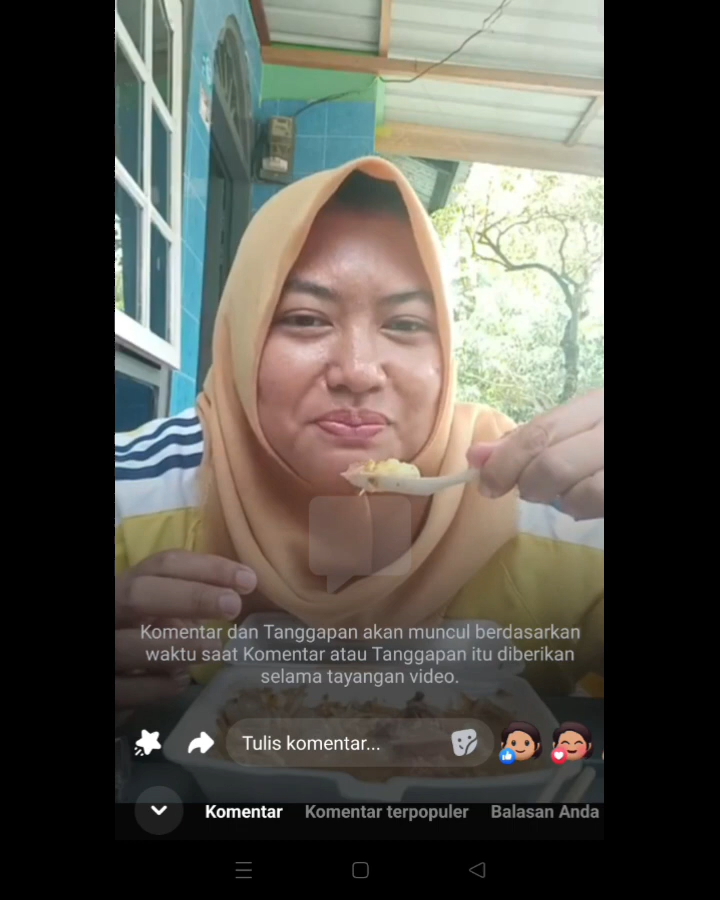 Komentar dan Tanggapan akan muncul berdasarkan
waktu saat Komentar atau Tanggapan itu diberikan
selama tayangan video.
Tulis komentar...
Komentar Komentar terpopuler Balasan Anda